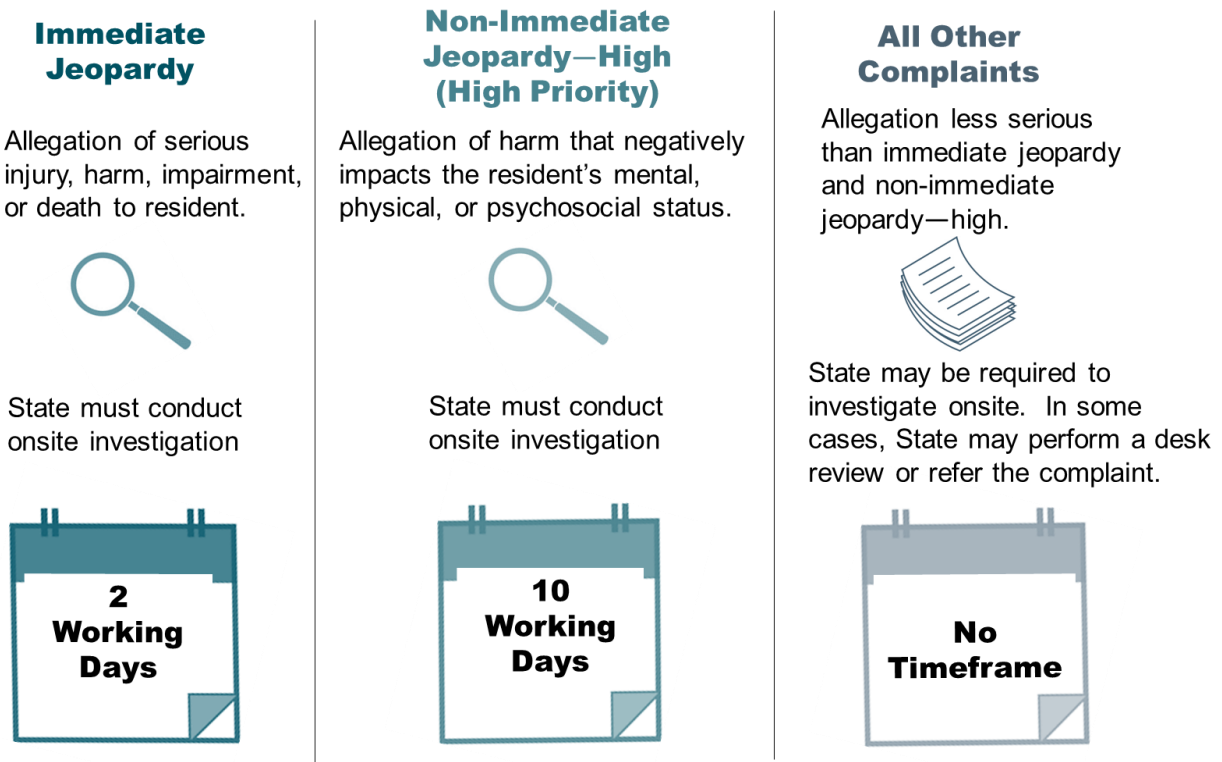 Immediate
Jeopardy
Allegation of serious
injury, harm, impairment,
or death to resident.
State must conduct
onsite investigation
2
Working
Days
Non-Immediate
Jeopardy—High
(High Priority)
Allegation of harm that negatively
impacts the resident’s mental,
physical, or psychosocial status.
State must conduct
onsite investigation
10
Working
Days
All Other
Complaints
Allegation less serious
than immediate jeopardy
and non-immediate
jeopardy—high.
State may be required to
investigate onsite. In some
cases, State may perform a desk
review or refer the complaint.
No
Timeframe